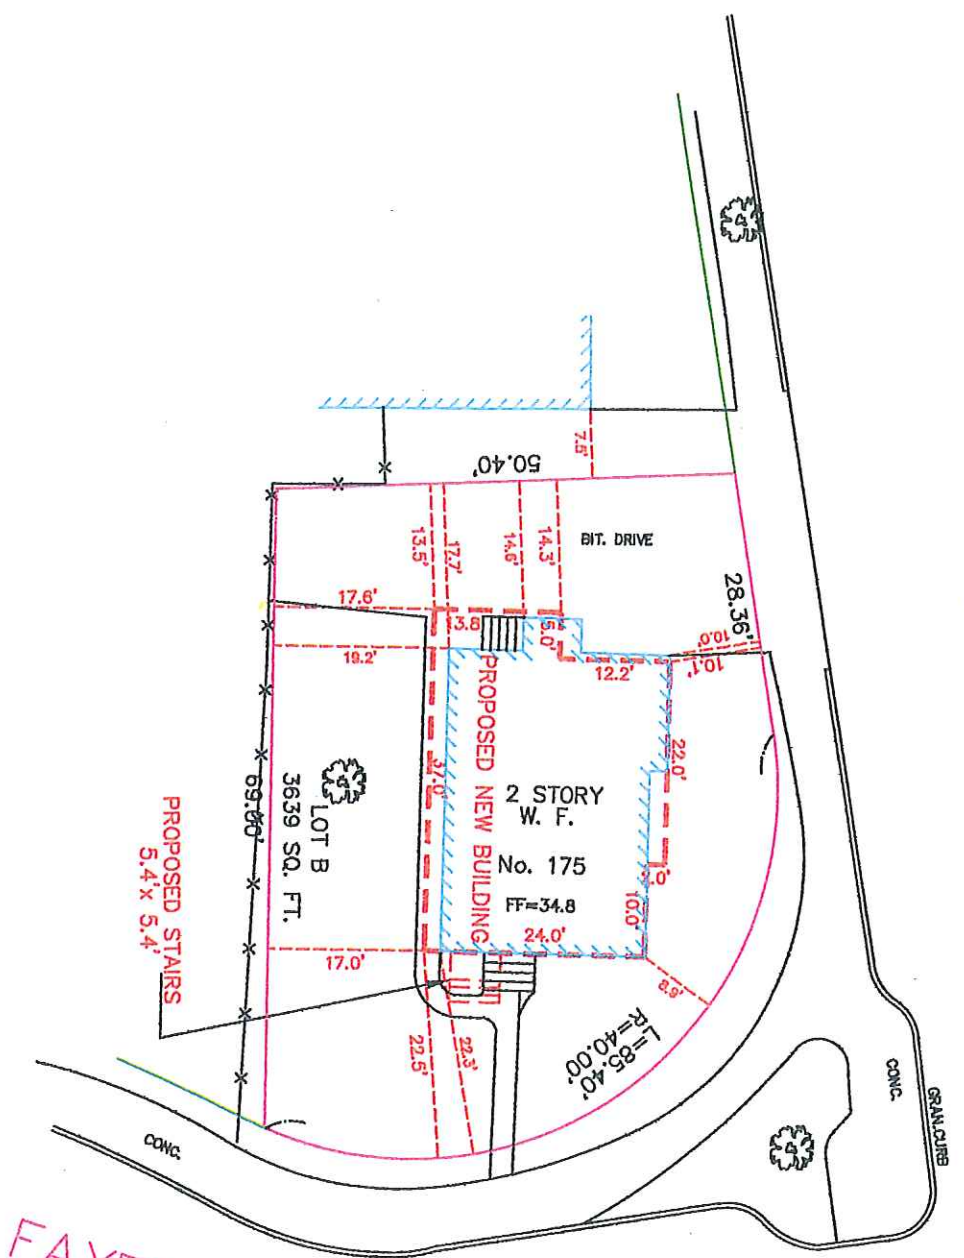 7.5'
50.40'
13.5'
17.7'
14.6'
14.3'
BIT. DRIVE
28.36'
10.0'
10.1'
17.6'
3.8
5.0'
19.2'
12.2'
PROPOSED NEW BUILDING
37.0'
22.0'
2 STORY
W. F.
No. 175
FF=34.8
10.0'
24.0'
LOT B
3639 SQ. FT.
69.00'
PROPOSED STAIRS
5.4'x 5.4'
17.0'
8.9'
22.5'
22.3'
L=85.40'
R=40.00'
CONC.
GRAN.CURB
CONC.